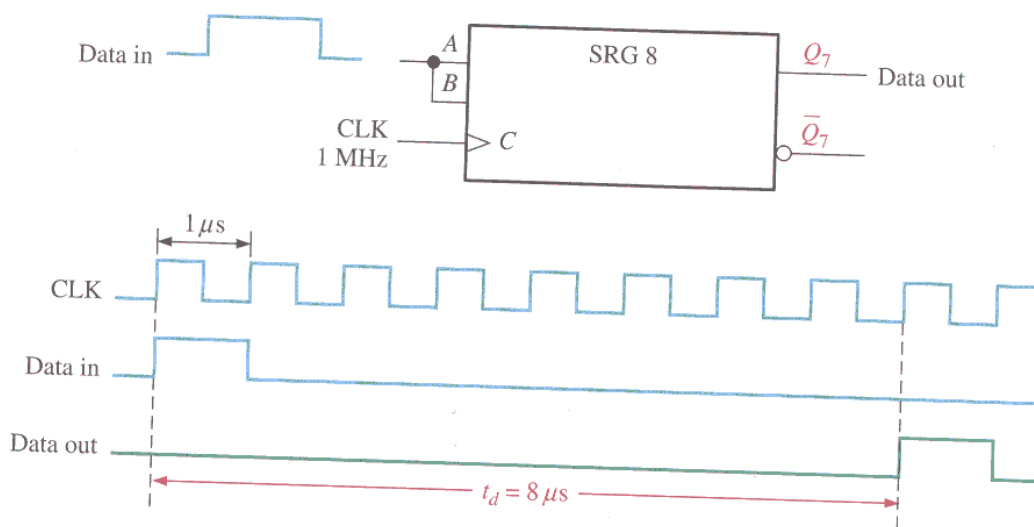 Data in
A
B
SRG 8
Q₇
Data out
CLK
1 MHz
C
Q̅₇
1 μs
CLK
Data in
Data out
t_d = 8 μs